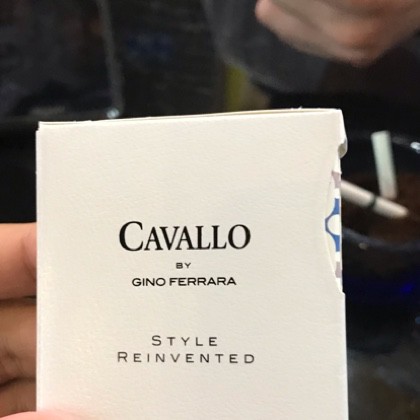 CAVALLO
BY
GINO FERRARA
STYLE
REINVENTED